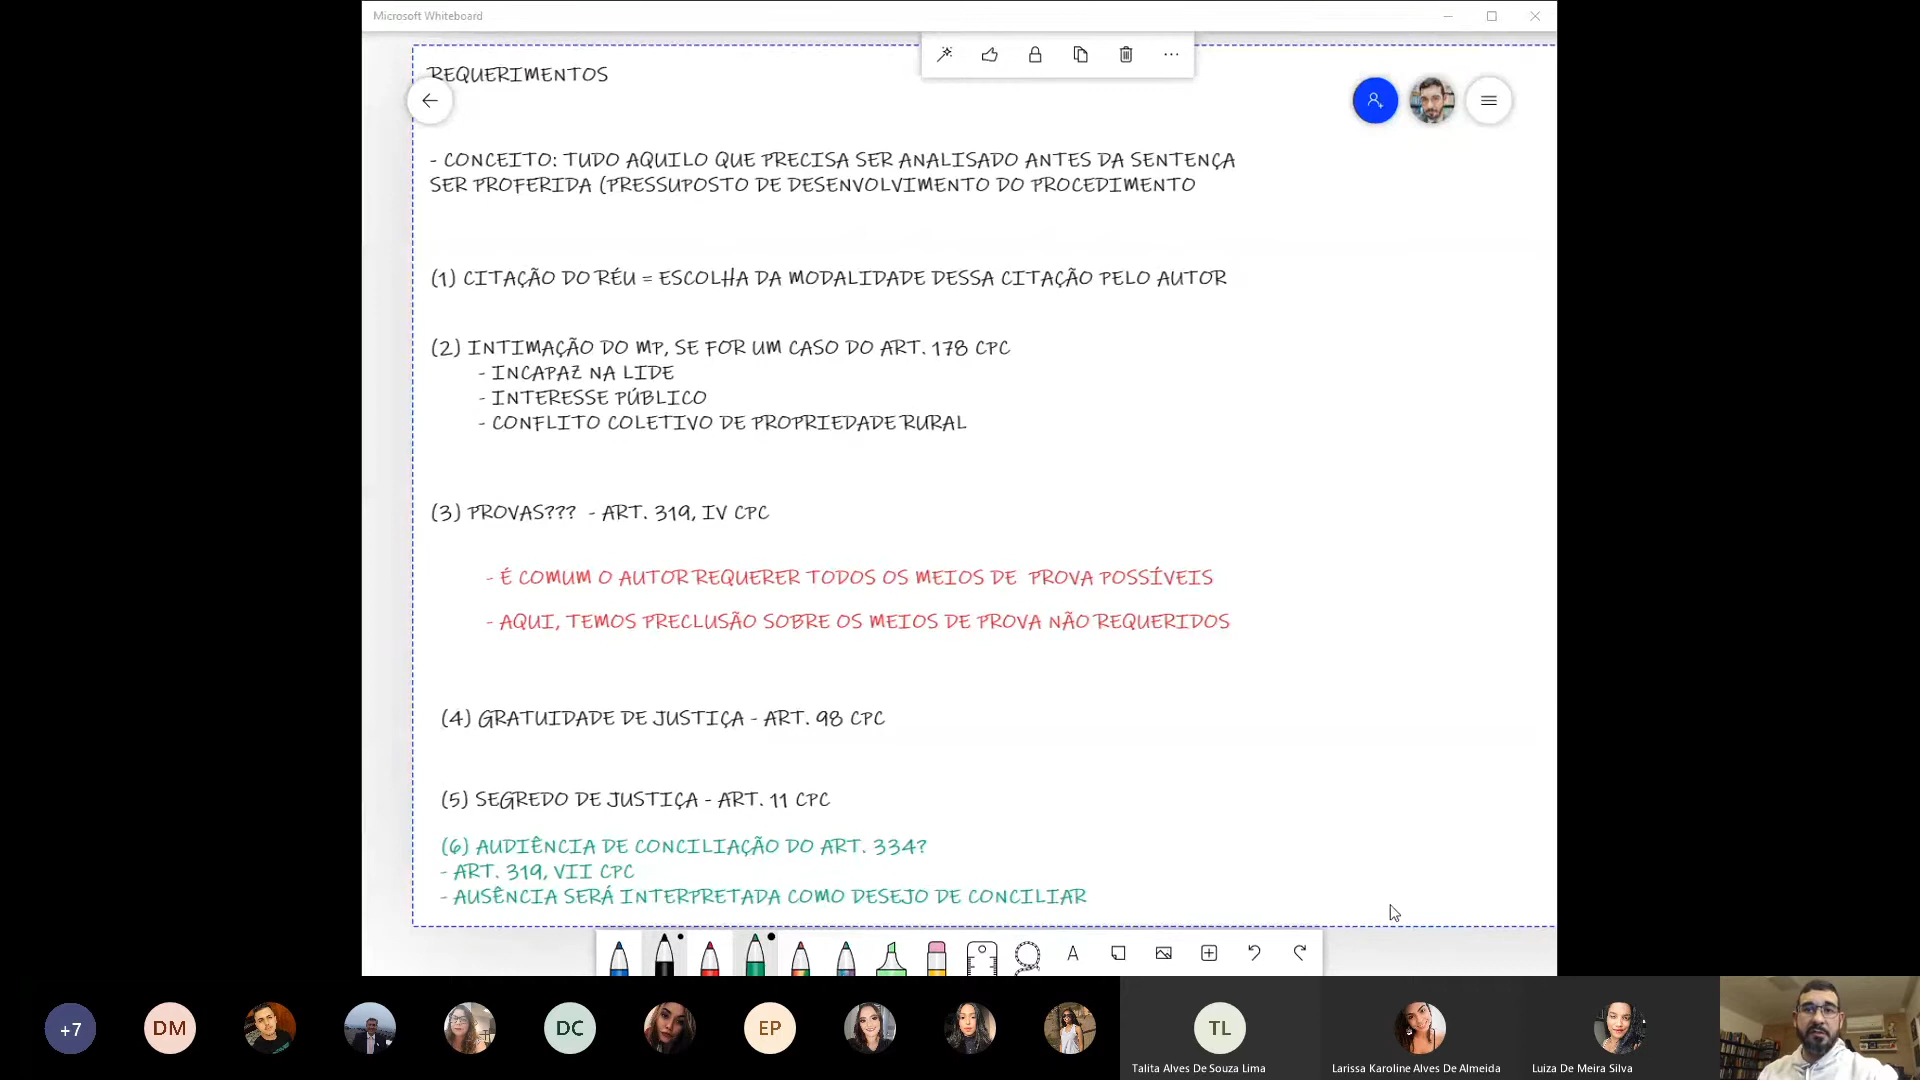 Microsoft Whiteboard
REQUERIMENTOS
- CONCEITO: TUDO AQUILO QUE PRECISA SER ANALISADO ANTES DA SENTENÇA
SER PROFERIDA (PRESSUPOSTO DE DESENVOLVIMENTO DO PROCEDIMENTO
(1) CITAÇÃO DO RÉU = ESCOLHA DA MODALIDADE DESSA CITAÇÃO PELO AUTOR
(2) INTIMAÇÃO DO MP, SE FOR UM CASO DO ART. 178 CPC
- INCAPAZ NA LIDE
- INTERESSE PÚBLICO
- CONFLITO COLETIVO DE PROPRIEDADE RURAL
(3) PROVAS??? - ART. 319, IV CPC
- É COMUM O AUTOR REQUERER TODOS OS MEIOS DE PROVA POSSÍVEIS
- AQUI, TEMOS PRECLUSÃO SOBRE OS MEIOS DE PROVA NÃO REQUERIDOS
(4) GRATUIDADE DE JUSTIÇA - ART. 98 CPC
(5) SEGREDO DE JUSTIÇA - ART. 11 CPC
(6) AUDIÊNCIA DE CONCILIAÇÃO DO ART. 334?
- ART. 319, VII CPC
- AUSÊNCIA SERÁ INTERPRETADA COMO DESEJO DE CONCILIAR
A
+7
DM
DC
EP
TL
Talita Alves De Souza Lima
Larissa Karoline Alves De Almeida
Luiza De Meira Silva